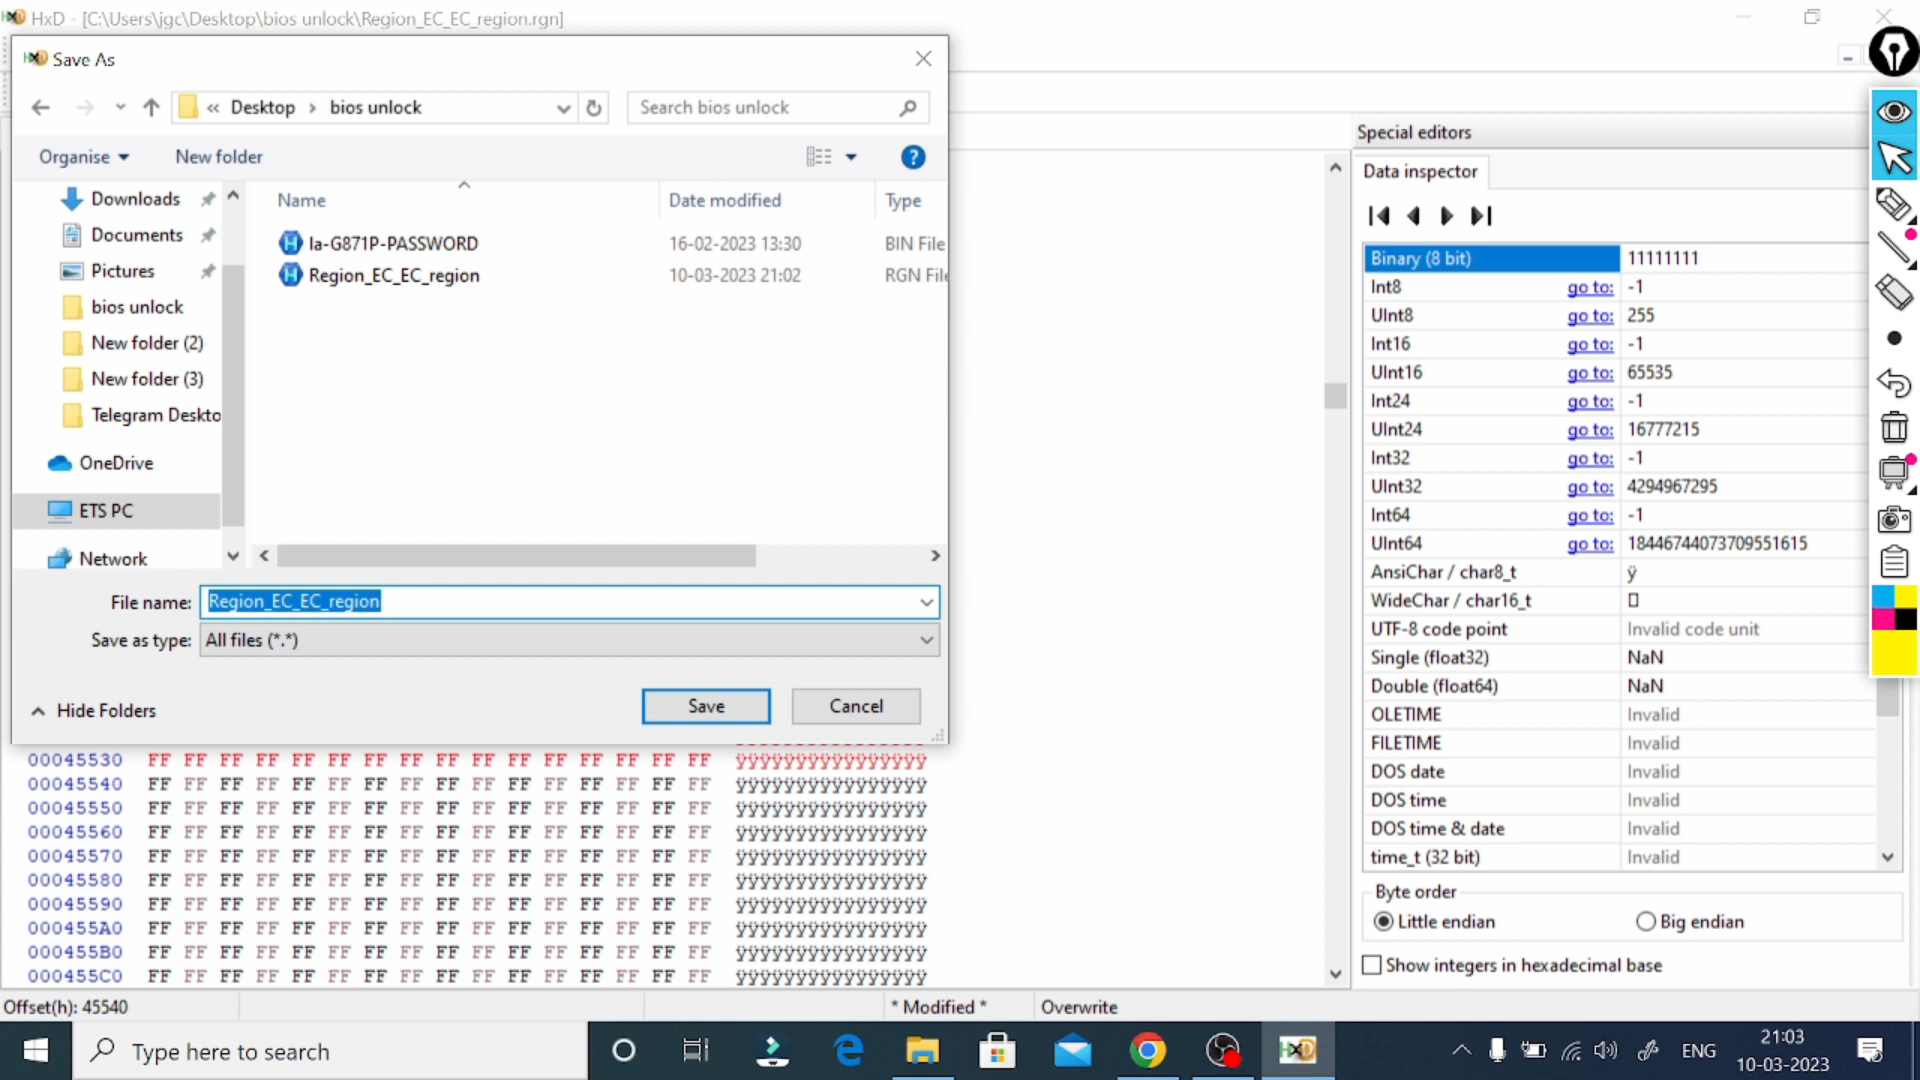 HxD - [C:\Users\jgc\Desktop\bios unlock\Region_EC_EC_region.rgn]
Save As
« Desktop > bios unlock
Search bios unlock
Organise
New folder
Downloads
Documents
Pictures
bios unlock
New folder (2)
New folder (3)
Telegram Deskto
OneDrive
ETS PC
Network
Name Date modified Type
la-G871P-PASSWORD 16-02-2023 13:30 BIN File
Region_EC_EC_region 10-03-2023 21:02 RGN File
File name: Region_EC_EC_region
Save as type: All files (*.*)
Hide Folders
Save
Cancel
00045530 FF FF FF FF FF FF FF FF FF FF FF FF FF FF FF FF ÿÿÿÿÿÿÿÿÿÿÿÿÿÿÿÿ
00045540 FF FF FF FF FF FF FF FF FF FF FF FF FF FF FF FF ÿÿÿÿÿÿÿÿÿÿÿÿÿÿÿÿ
00045550 FF FF FF FF FF FF FF FF FF FF FF FF FF FF FF FF ÿÿÿÿÿÿÿÿÿÿÿÿÿÿÿÿ
00045560 FF FF FF FF FF FF FF FF FF FF FF FF FF FF FF FF ÿÿÿÿÿÿÿÿÿÿÿÿÿÿÿÿ
00045570 FF FF FF FF FF FF FF FF FF FF FF FF FF FF FF FF ÿÿÿÿÿÿÿÿÿÿÿÿÿÿÿÿ
00045580 FF FF FF FF FF FF FF FF FF FF FF FF FF FF FF FF ÿÿÿÿÿÿÿÿÿÿÿÿÿÿÿÿ
00045590 FF FF FF FF FF FF FF FF FF FF FF FF FF FF FF FF ÿÿÿÿÿÿÿÿÿÿÿÿÿÿÿÿ
000455A0 FF FF FF FF FF FF FF FF FF FF FF FF FF FF FF FF ÿÿÿÿÿÿÿÿÿÿÿÿÿÿÿÿ
000455B0 FF FF FF FF FF FF FF FF FF FF FF FF FF FF FF FF ÿÿÿÿÿÿÿÿÿÿÿÿÿÿÿÿ
000455C0 FF FF FF FF FF FF FF FF FF FF FF FF FF FF FF FF ÿÿÿÿÿÿÿÿÿÿÿÿÿÿÿÿ
Special editors
Data inspector
Binary (8 bit) 11111111
Int8 go to: -1
UInt8 go to: 255
Int16 go to: -1
UInt16 go to: 65535
Int24 go to: -1
UInt24 go to: 16777215
Int32 go to: -1
UInt32 go to: 4294967295
Int64 go to: -1
UInt64 go to: 18446744073709551615
AnsiChar / char8_t ÿ
WideChar / char16_t
UTF-8 code point Invalid code unit
Single (float32) NaN
Double (float64) NaN
OLETIME Invalid
FILETIME Invalid
DOS date Invalid
DOS time Invalid
DOS time & date Invalid
time_t (32 bit) Invalid
Byte order
Little endian Big endian
Show integers in hexadecimal base
Offset(h): 45540 * Modified * Overwrite
Type here to search
ENG
21:03
10-03-2023